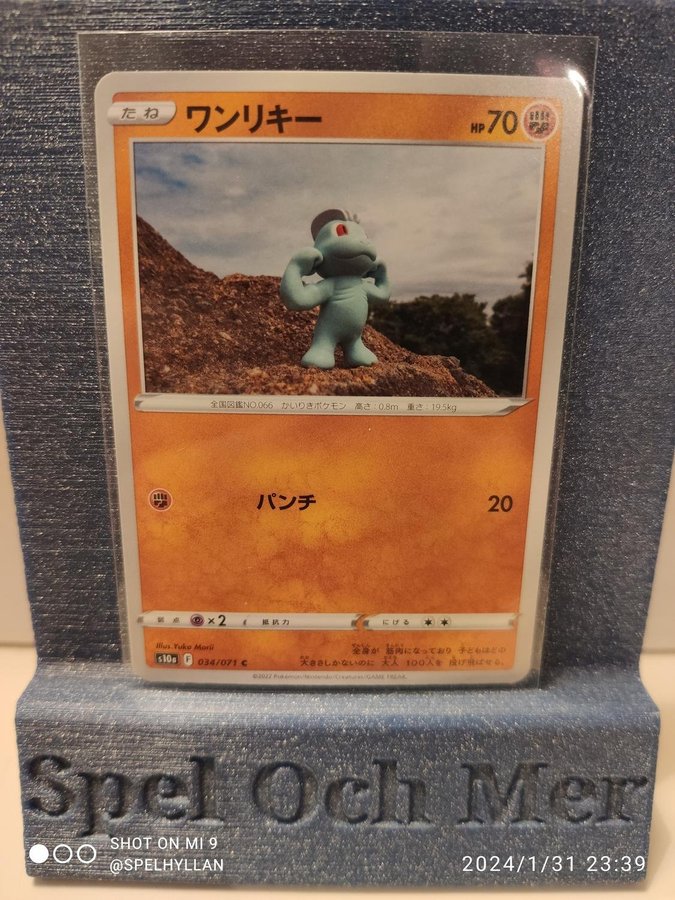 たね ワンリキー HP70
全国図鑑NO.066 かいりきポケモン 高さ:0.8m 重さ:19.5kg
パンチ 20
弱点 ×2 抵抗力 にげる
Illus. Yuka Morii
s10a F 034/071 C
全身が 筋肉になっており 子どもほどの
大きさしかないのに 大人 100人を 投げ飛ばせる。
©2022 Pokémon/Nintendo/Creatures/GAME FREAK.
Spel Och Mer
SHOT ON MI 9
@SPELHYLLAN
2024/1/31 23:39